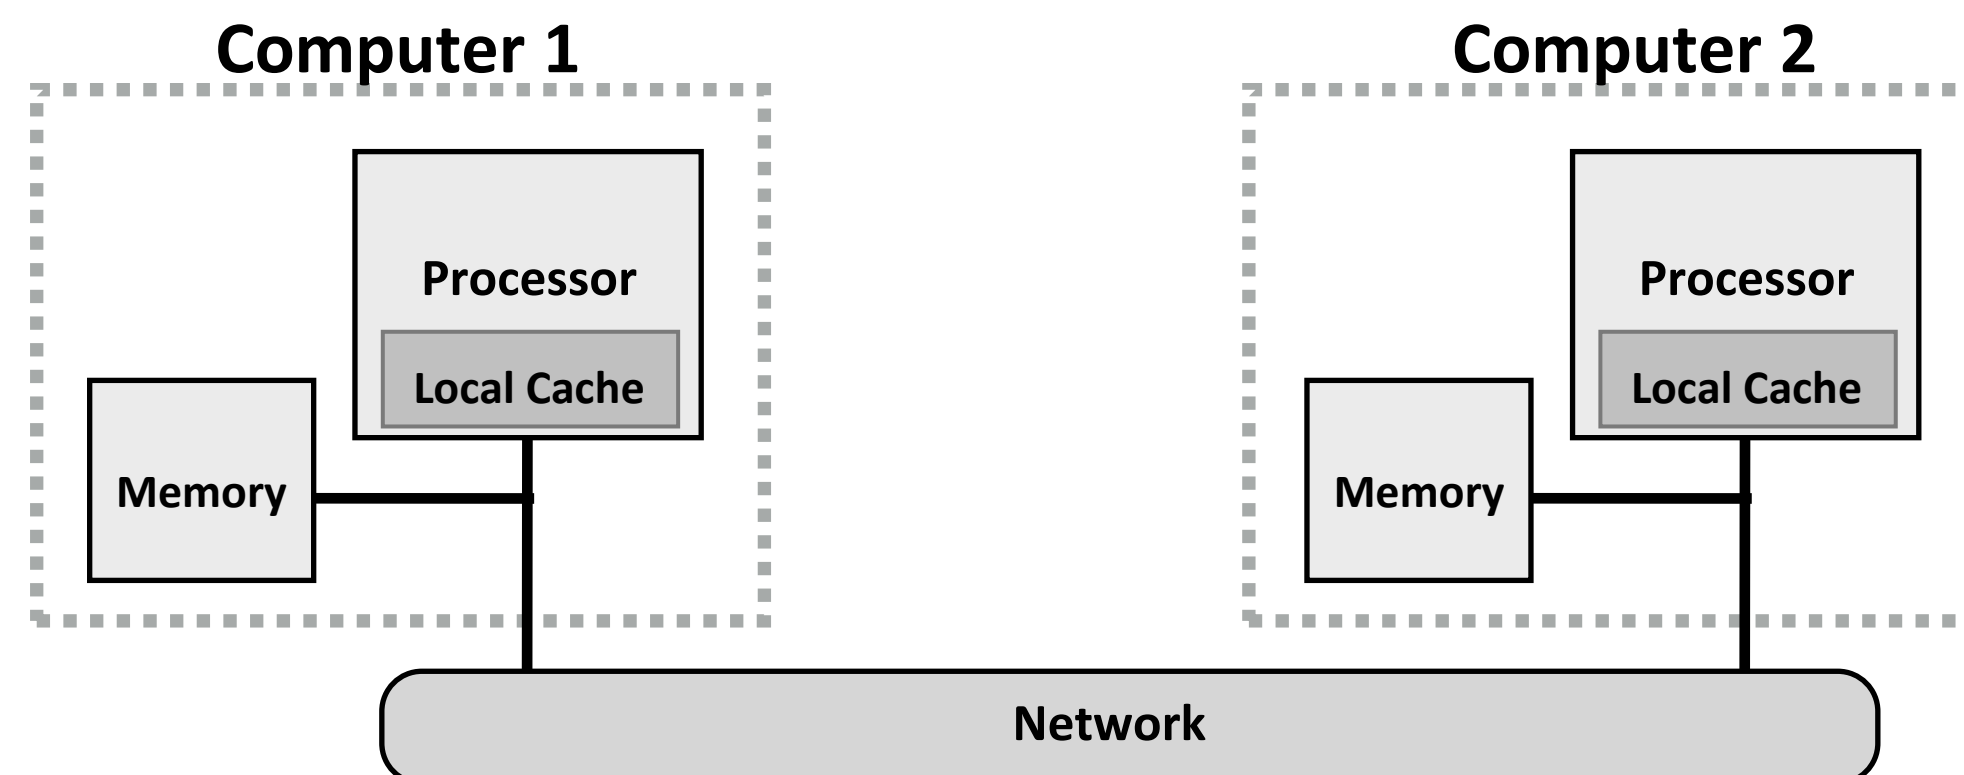 Computer 1
Computer 2
Processor
Local Cache
Memory
Processor
Local Cache
Memory
Network